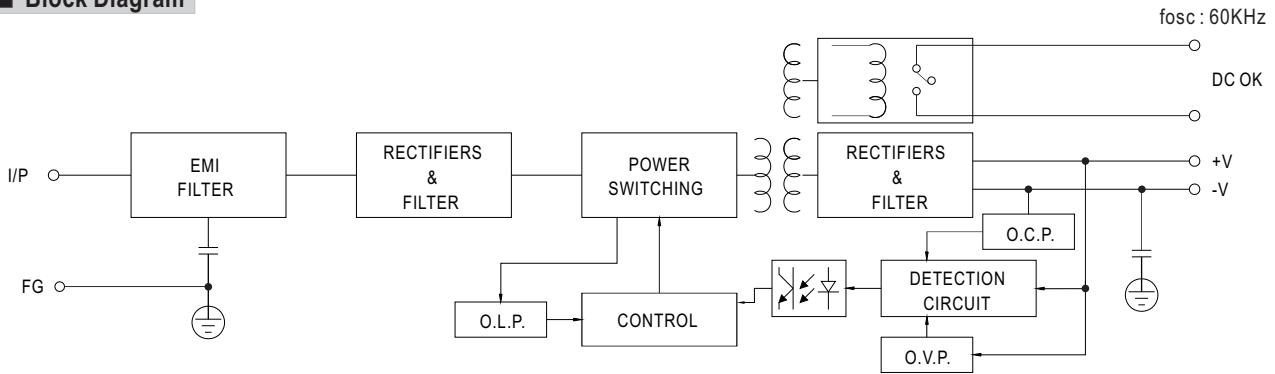 ■ Block Diagram
fosc : 60KHz
DC OK
I/P
EMI
FILTER
RECTIFIERS
&
FILTER
POWER
SWITCHING
RECTIFIERS
&
FILTER
+V
-V
O.C.P.
FG
O.L.P.
CONTROL
DETECTION
CIRCUIT
O.V.P.